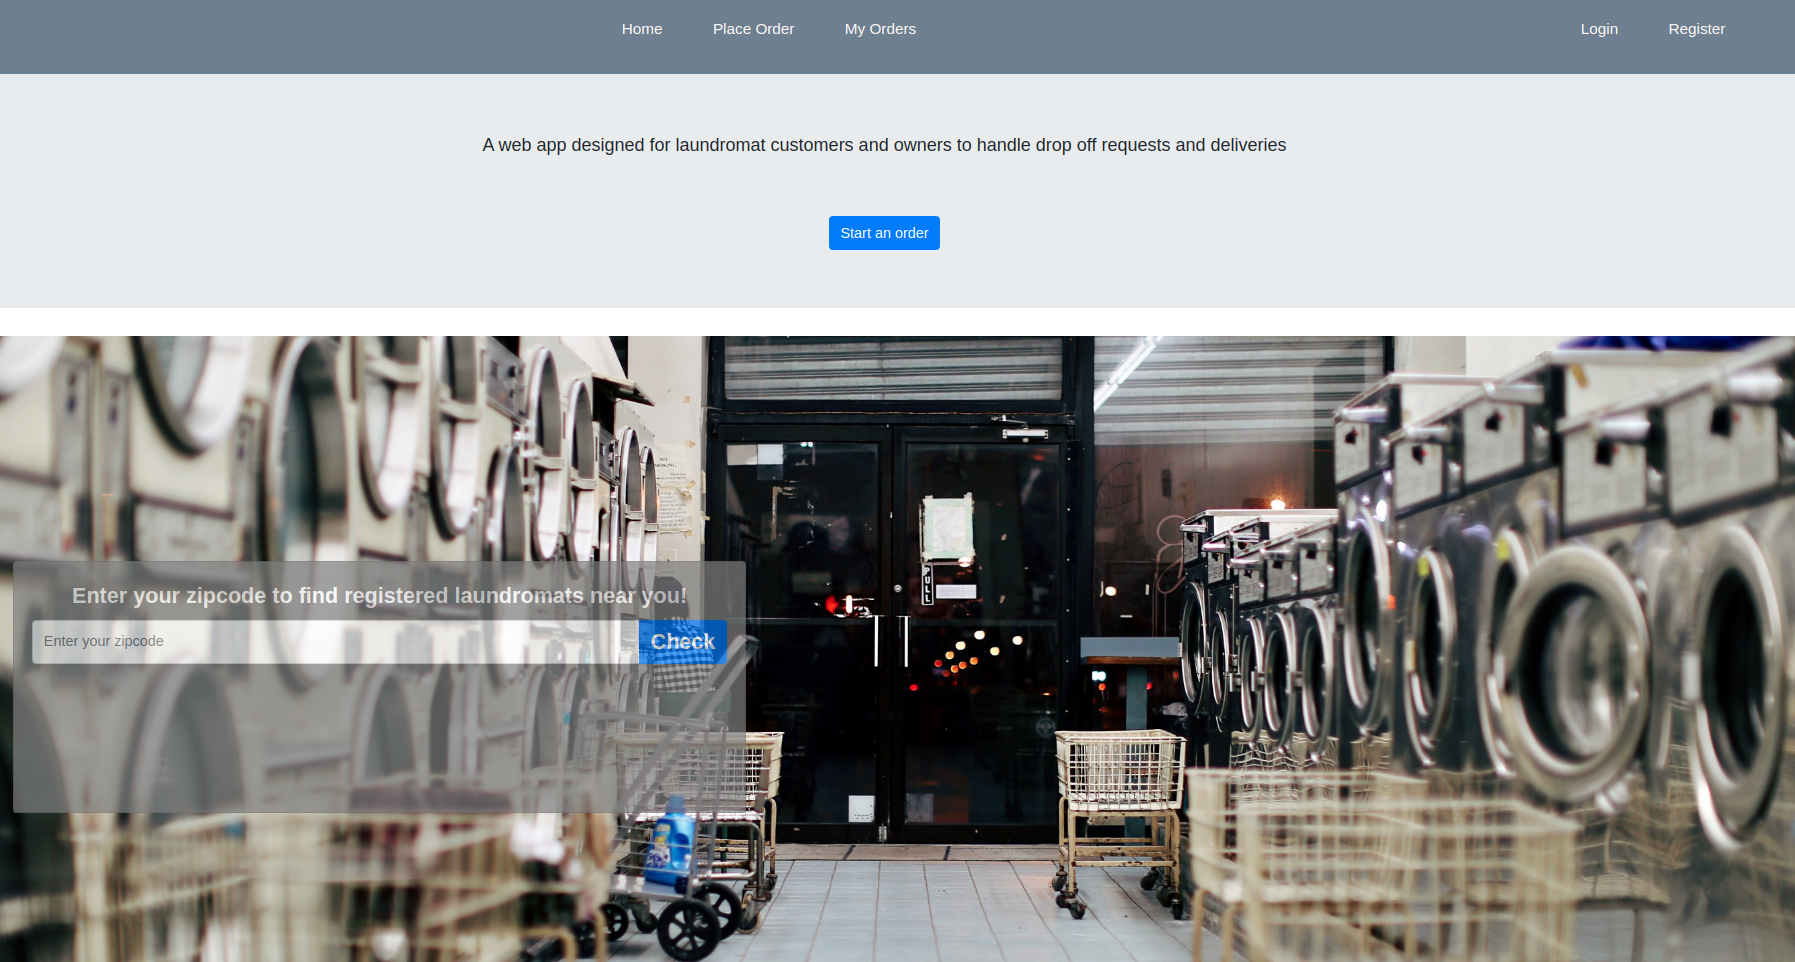 Home Place Order My Orders Login Register
A web app designed for laundromat customers and owners to handle drop off requests and deliveries
Start an order
NO
SMOKING
PULL
Enter your zipcode to find registered laundromats near you!
Enter your zipcode Check